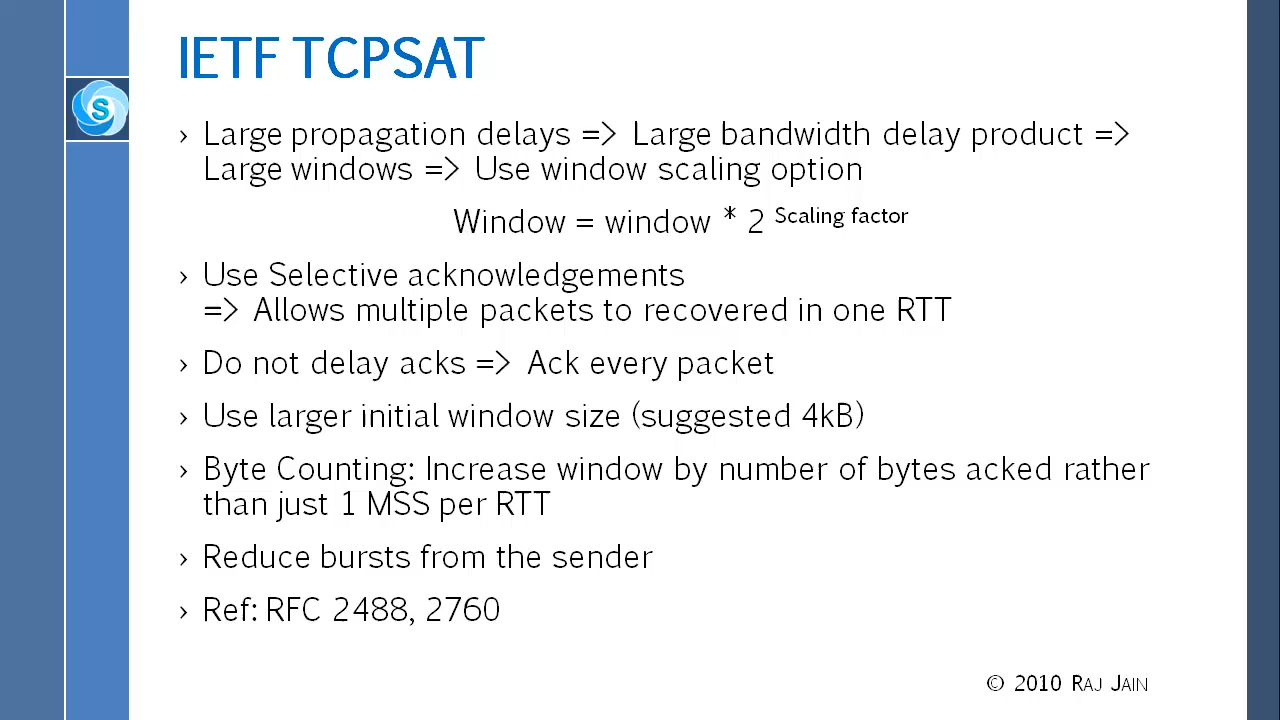 IETF TCPSAT
S
› Large propagation delays => Large bandwidth delay product =>
Large windows => Use window scaling option
Window = window * 2 Scaling factor
› Use Selective acknowledgements
=> Allows multiple packets to recovered in one RTT
› Do not delay acks => Ack every packet
› Use larger initial window size (suggested 4kB)
› Byte Counting: Increase window by number of bytes acked rather
than just 1 MSS per RTT
› Reduce bursts from the sender
› Ref: RFC 2488, 2760
© 2010 RAJ JAIN